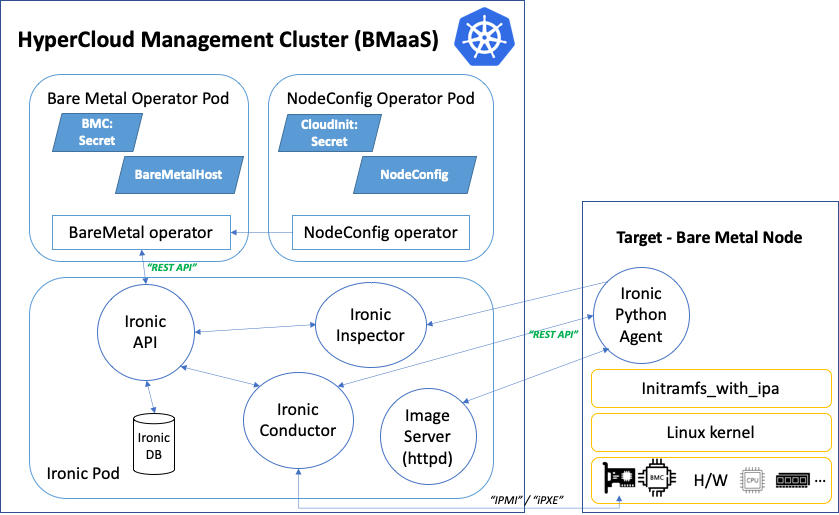 HyperCloud Management Cluster (BMaaS)
Bare Metal Operator Pod
BMC:
Secret
BareMetalHost
BareMetal operator
NodeConfig Operator Pod
CloudInit:
Secret
NodeConfig
NodeConfig operator
"REST API"
Ironic
API
Ironic
Inspector
Ironic
Conductor
Image
Server
(httpd)
Ironic
DB
Ironic Pod
"REST API"
"IPMI" / "iPXE"
Target - Bare Metal Node
Ironic
Python
Agent
Initramfs_with_ipa
Linux kernel
BMC
H/W
CPU
...